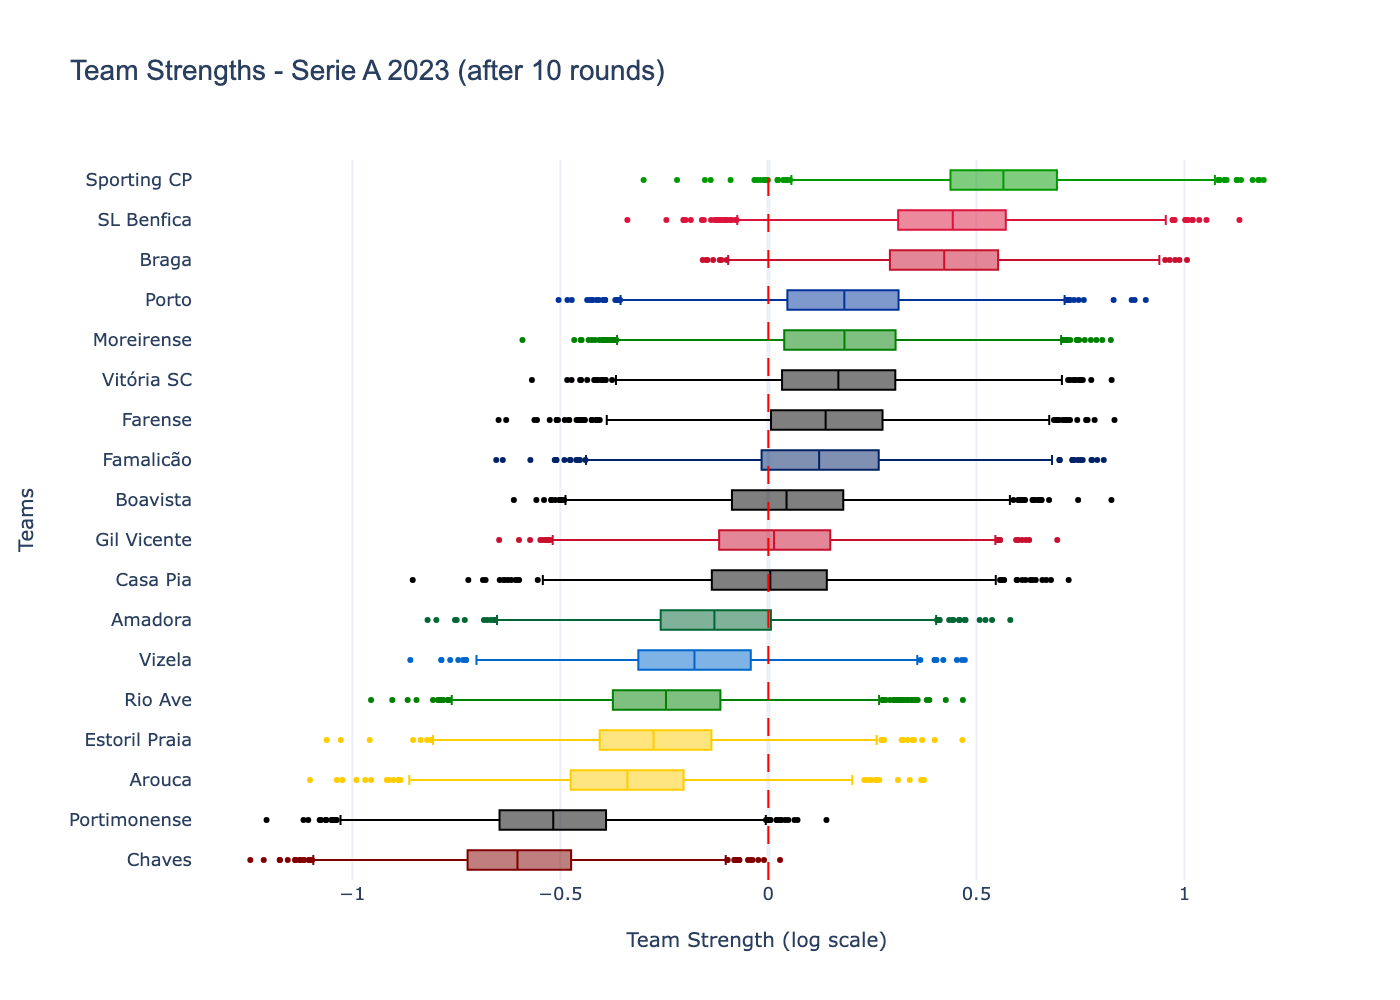 Team Strengths - Serie A 2023 (after 10 rounds)
Teams
Sporting CP
SL Benfica
Braga
Porto
Moreirense
Vitória SC
Farense
Famalicão
Boavista
Gil Vicente
Casa Pia
Amadora
Vizela
Rio Ave
Estoril Praia
Arouca
Portimonense
Chaves
−1 −0.5 0 0.5 1
Team Strength (log scale)